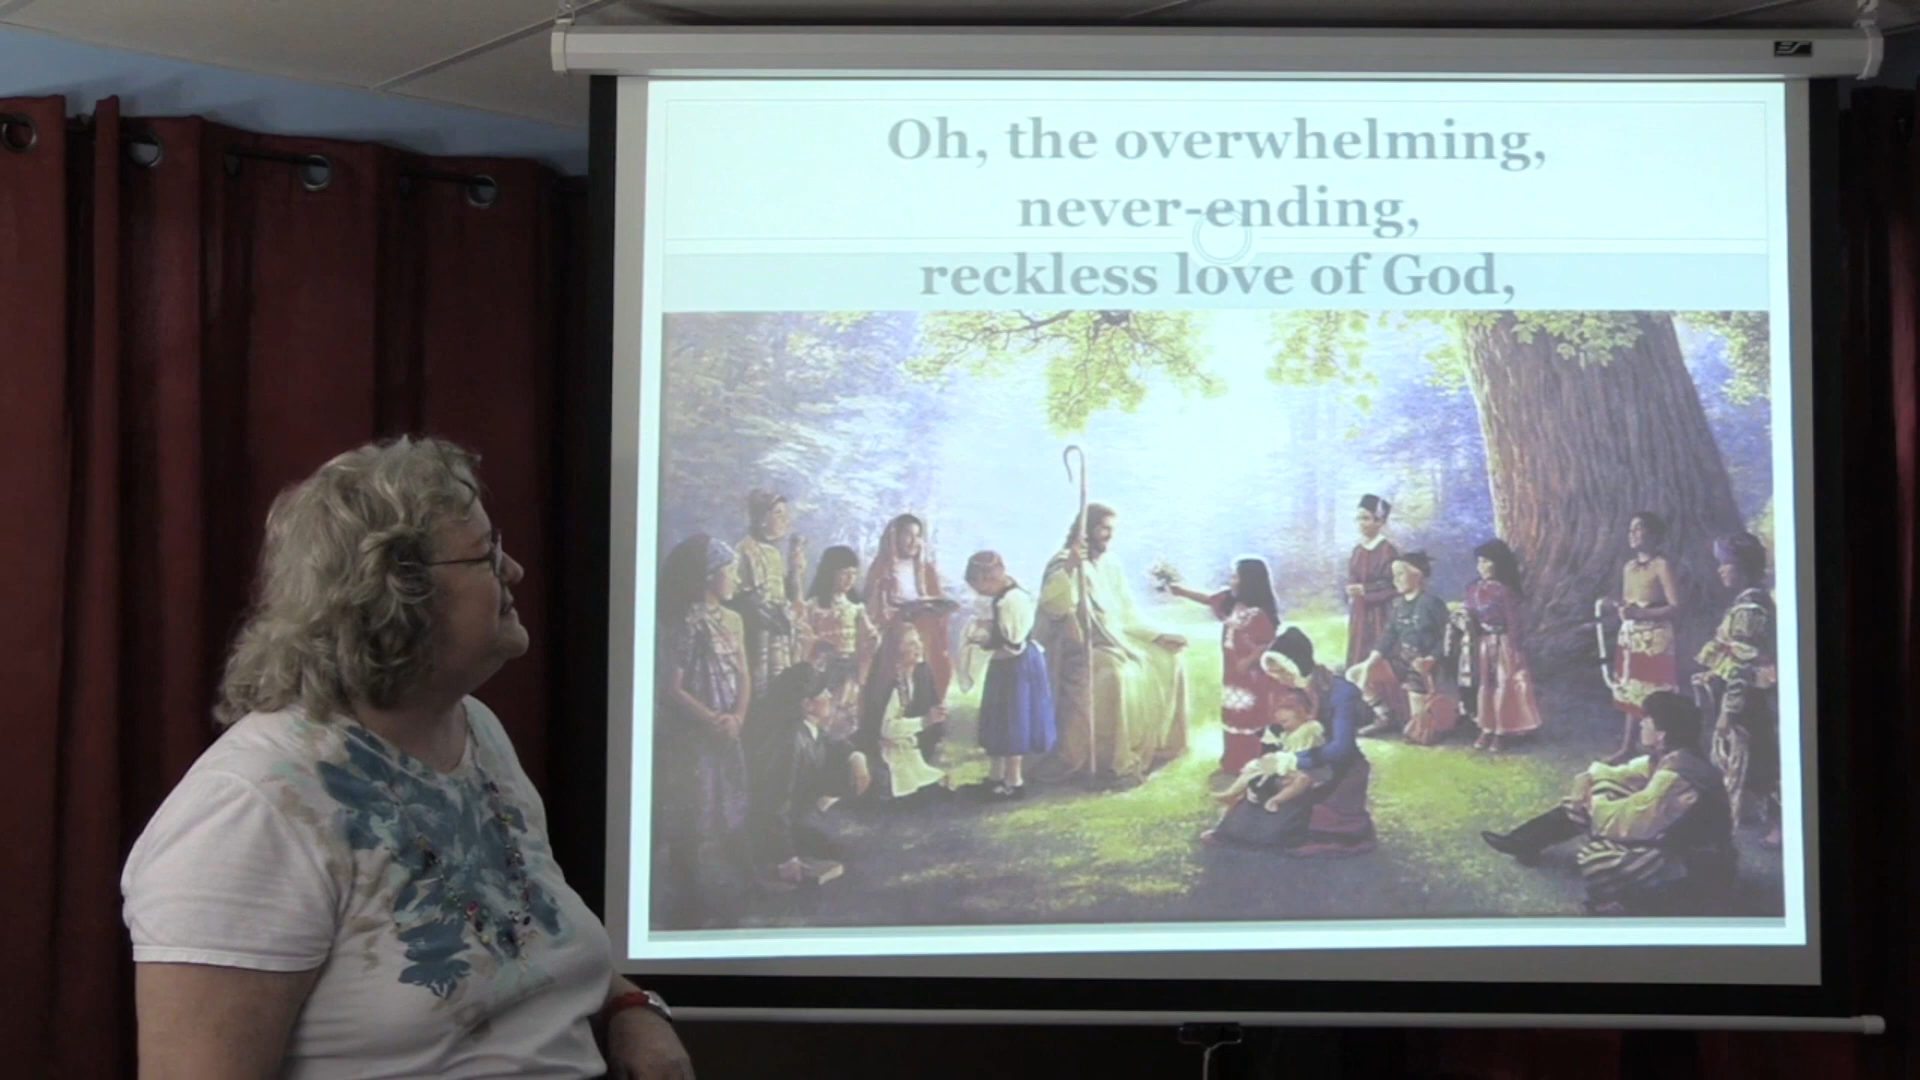 Oh, the overwhelming,
never-ending,
reckless love of God,